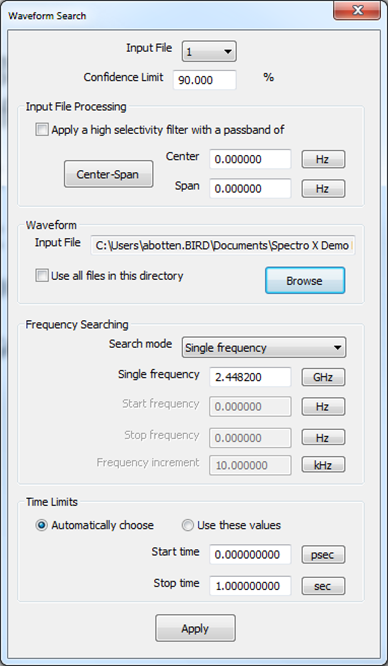 Waveform Search
Input File 1
Confidence Limit 90.000 %
Input File Processing
Apply a high selectivity filter with a passband of
Center 0.000000 Hz
Center-Span
Span 0.000000 Hz
Waveform
Input File C:\Users\abotten.BIRD\Documents\Spectro X Demo
Use all files in this directory Browse
Frequency Searching
Search mode Single frequency
Single frequency 2.448200 GHz
Start frequency 0.000000 Hz
Stop frequency 0.000000 Hz
Frequency increment 10.000000 kHz
Time Limits
Automatically choose Use these values
Start time 0.000000000 psec
Stop time 1.000000000 sec
Apply